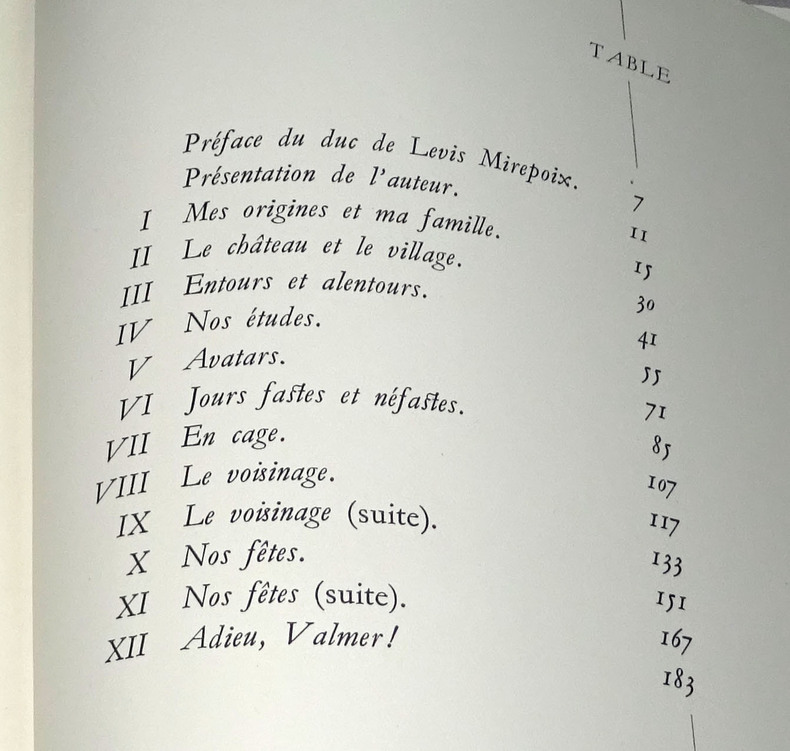 TABLE
Préface du duc de Levis Mirepoix. 7
Présentation de l'auteur. 11
I Mes origines et ma famille. 15
II Le château et le village. 30
III Entours et alentours. 41
IV Nos études. 55
V Avatars. 71
VI Jours fastes et néfastes. 85
VII En cage. 107
VIII Le voisinage. 117
IX Le voisinage (suite). 133
X Nos fêtes. 151
XI Nos fêtes (suite). 167
XII Adieu, Valmer! 183